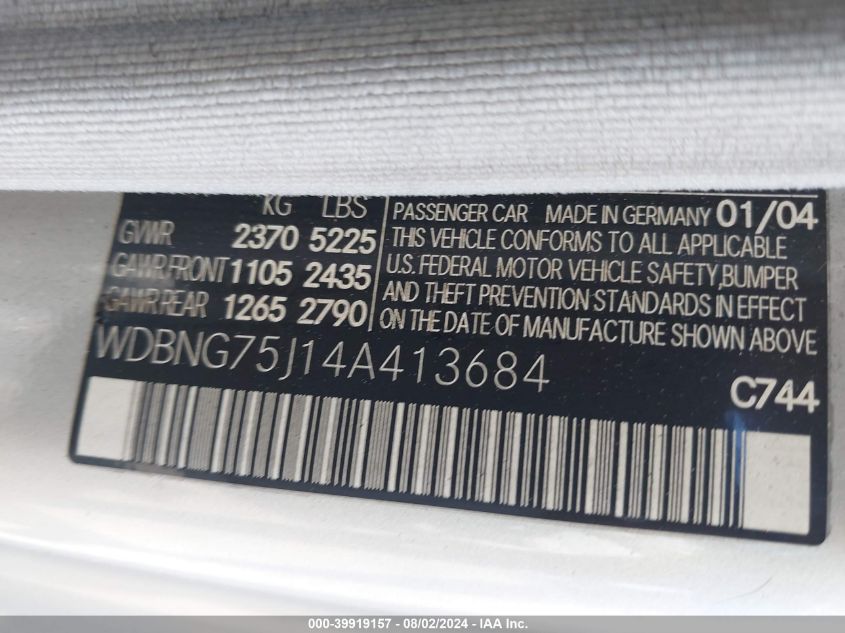 KG LBS
GVWR 2370 5225
GAWR FRONT 1105 2435
GAWR REAR 1265 2790
PASSENGER CAR MADE IN GERMANY 01/04
THIS VEHICLE CONFORMS TO ALL APPLICABLE
U.S. FEDERAL MOTOR VEHICLE SAFETY,BUMPER
AND THEFT PREVENTION STANDARDS IN EFFECT
ON THE DATE OF MANUFACTURE SHOWN ABOVE.
WDBNG75J14A413684
C744
000-39919157 - 08/02/2024 - IAA Inc.